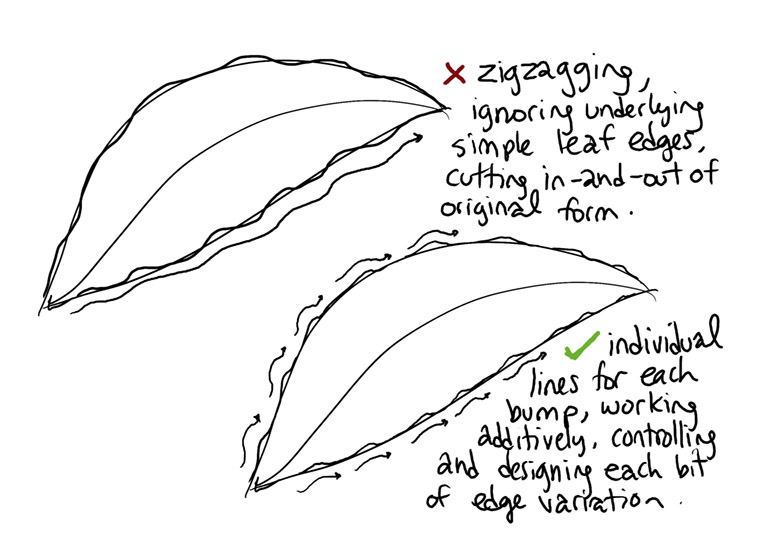 × zigzagging,
ignoring underlying
simple leaf edges,
cutting in-and-out of
original form.
✓ individual
lines for each
bump, working
additively, controlling
and designing each bit
of edge variation.